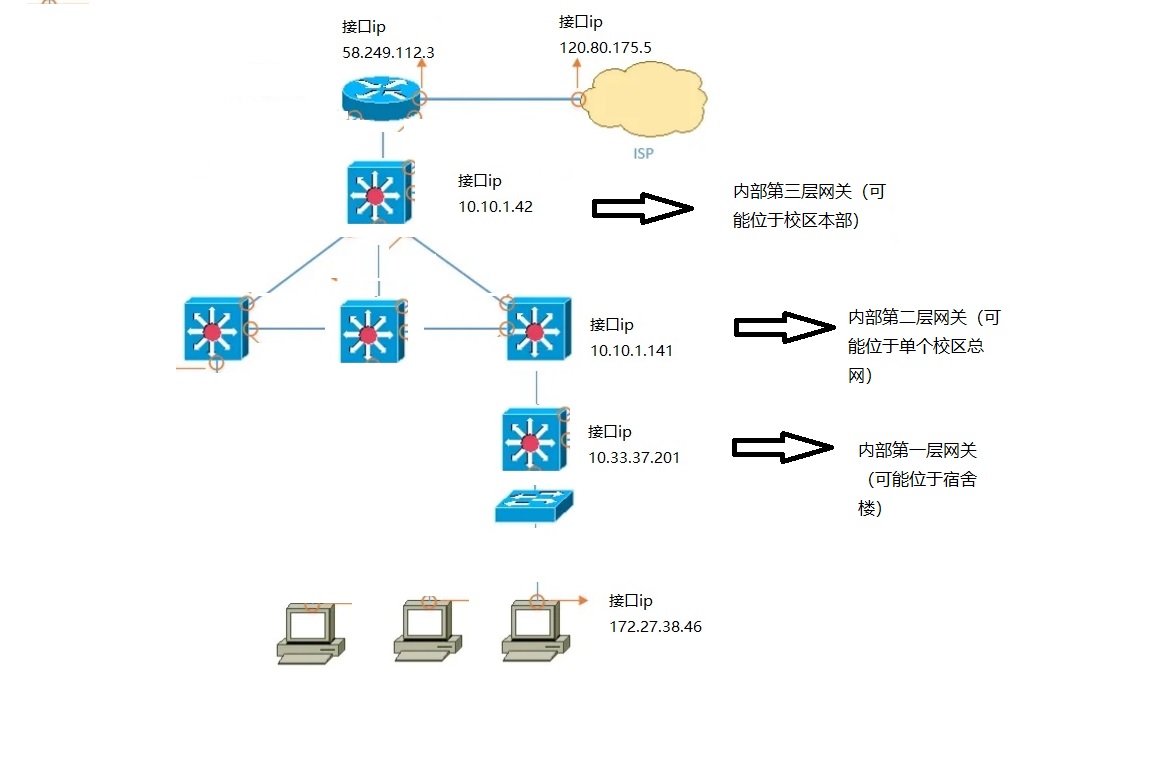 接口ip
58.249.112.3
接口ip
120.80.175.5
ISP
接口ip
10.10.1.42
内部第三层网关（可
能位于校区本部）
接口ip
10.10.1.141
内部第二层网关（可
能位于单个校区总
网）
接口ip
10.33.37.201
内部第一层网关
（可能位于宿舍
楼）
接口ip
172.27.38.46